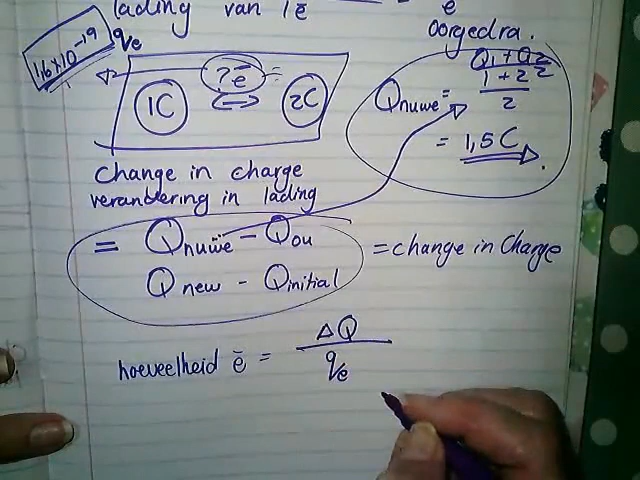 lading van 1ē = ē
oorgedra.
1,6 x 10⁻¹⁹ qe
?ē
1C 2C
Qnuwe = Q1 + Q2 / 2
1 + 2 / 2
= 1,5 C
change in charge
verandering in lading
= Qnuwe - Qou = change in Charge
Qnew - Qinitial
hoeveelheid ē = ΔQ / qe